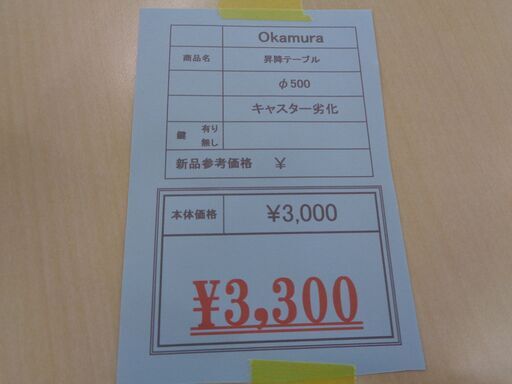 Okamura
商品名 昇降テーブル
φ500
キャスター劣化
鍵 有り
無し
新品参考価格 ¥
本体価格 ¥3,000
¥3,300